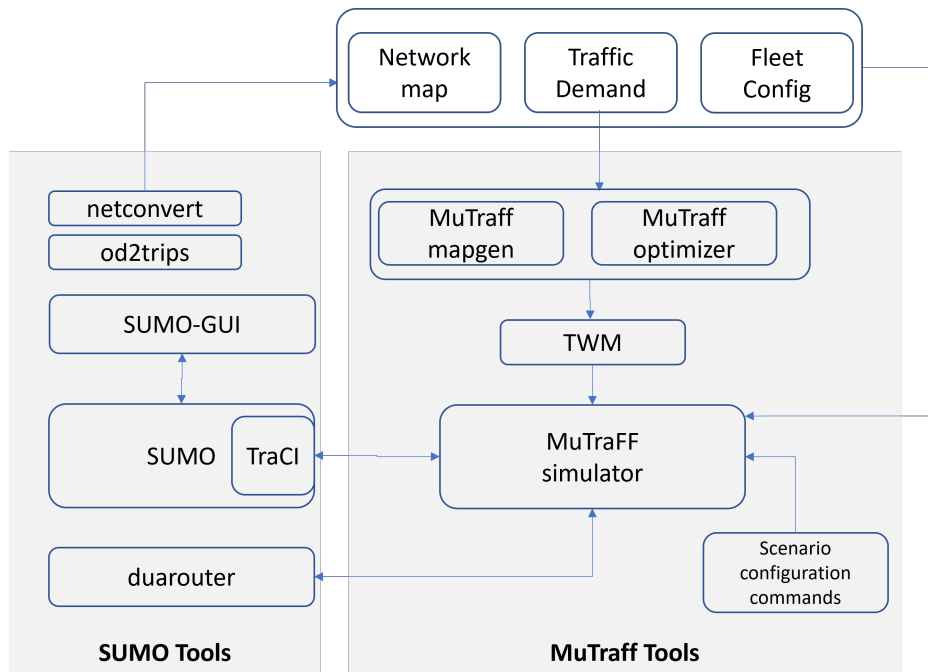 Network
map
Traffic
Demand
Fleet
Config
netconvert
od2trips
SUMO-GUI
SUMO
TraCI
duarouter
SUMO Tools
MuTraff
mapgen
MuTraff
optimizer
TWM
MuTraFF
simulator
Scenario
configuration
commands
MuTraff Tools